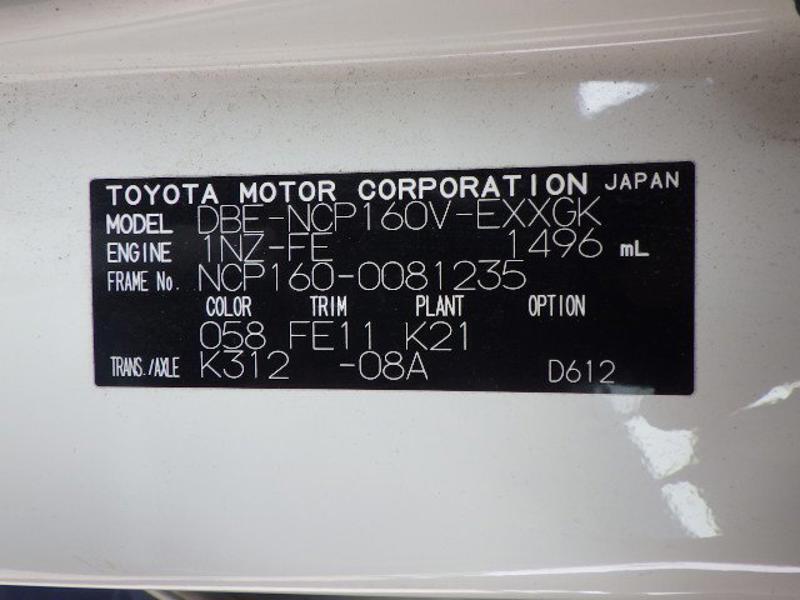 TOYOTA MOTOR CORPORATION JAPAN
MODEL DBE-NCP160V-EXXGK
ENGINE 1NZ-FE 1496 mL
FRAME No. NCP160-0081235
COLOR TRIM PLANT OPTION
058 FE11 K21
TRANS./AXLE K312 -08A D612